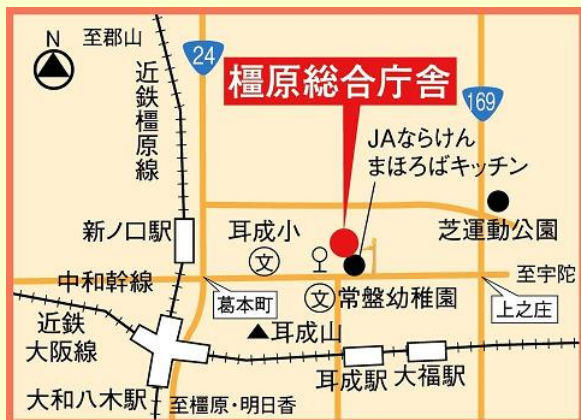 N
至郡山
24
近鉄橿原線
橿原総合庁舎
169
JAならけん
まほろばキッチン
新ノ口駅
耳成小
芝運動公園
文
中和幹線
至宇陀
葛本町
文
常盤幼稚園
上之庄
近鉄
大阪線
耳成山
大和八木駅
至橿原・明日香
耳成駅
大福駅